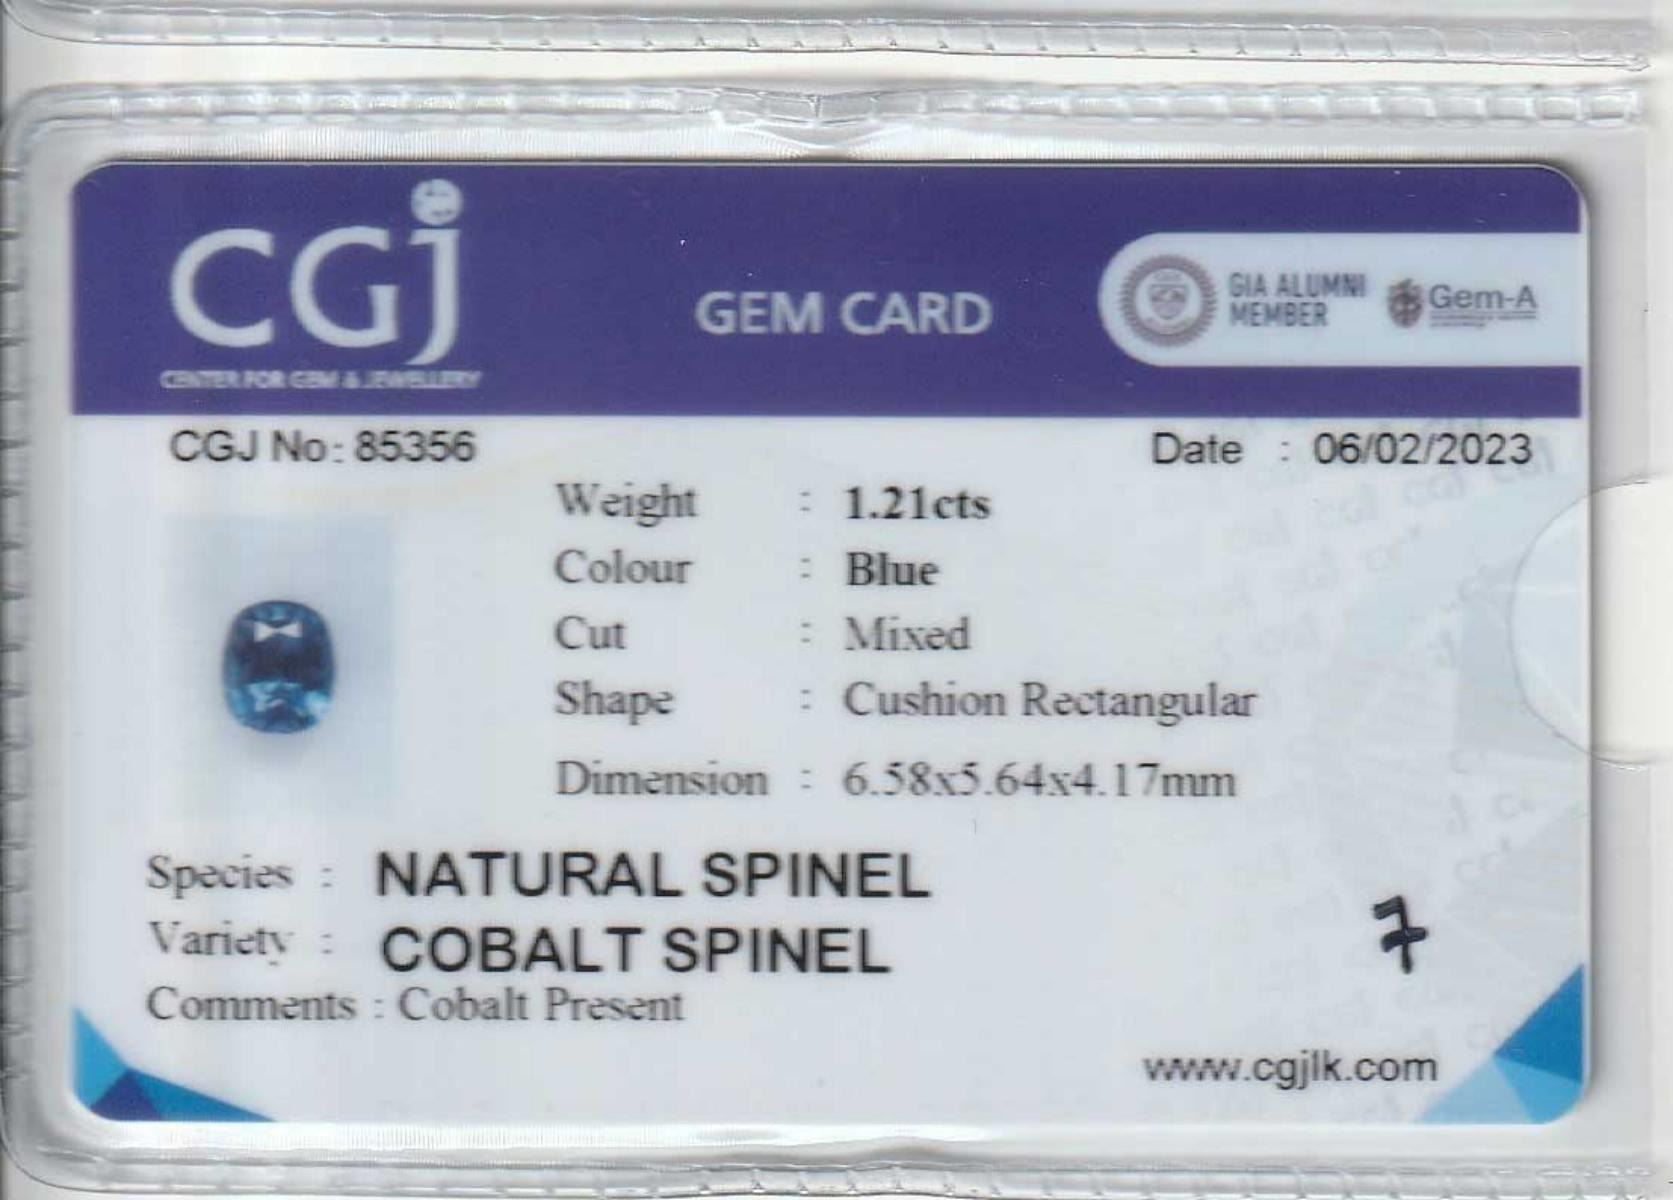 CGJ
CENTER FOR GEM & JEWELLERY
GEM CARD
GIA ALUMNI
MEMBER
Gem-A
CGJ No: 85356
Date : 06/02/2023
Weight : 1.21cts
Colour : Blue
Cut : Mixed
Shape : Cushion Rectangular
Dimension : 6.58x5.64x4.17mm
Species : NATURAL SPINEL
Variety : COBALT SPINEL
7
Comments : Cobalt Present
www.cgjlk.com